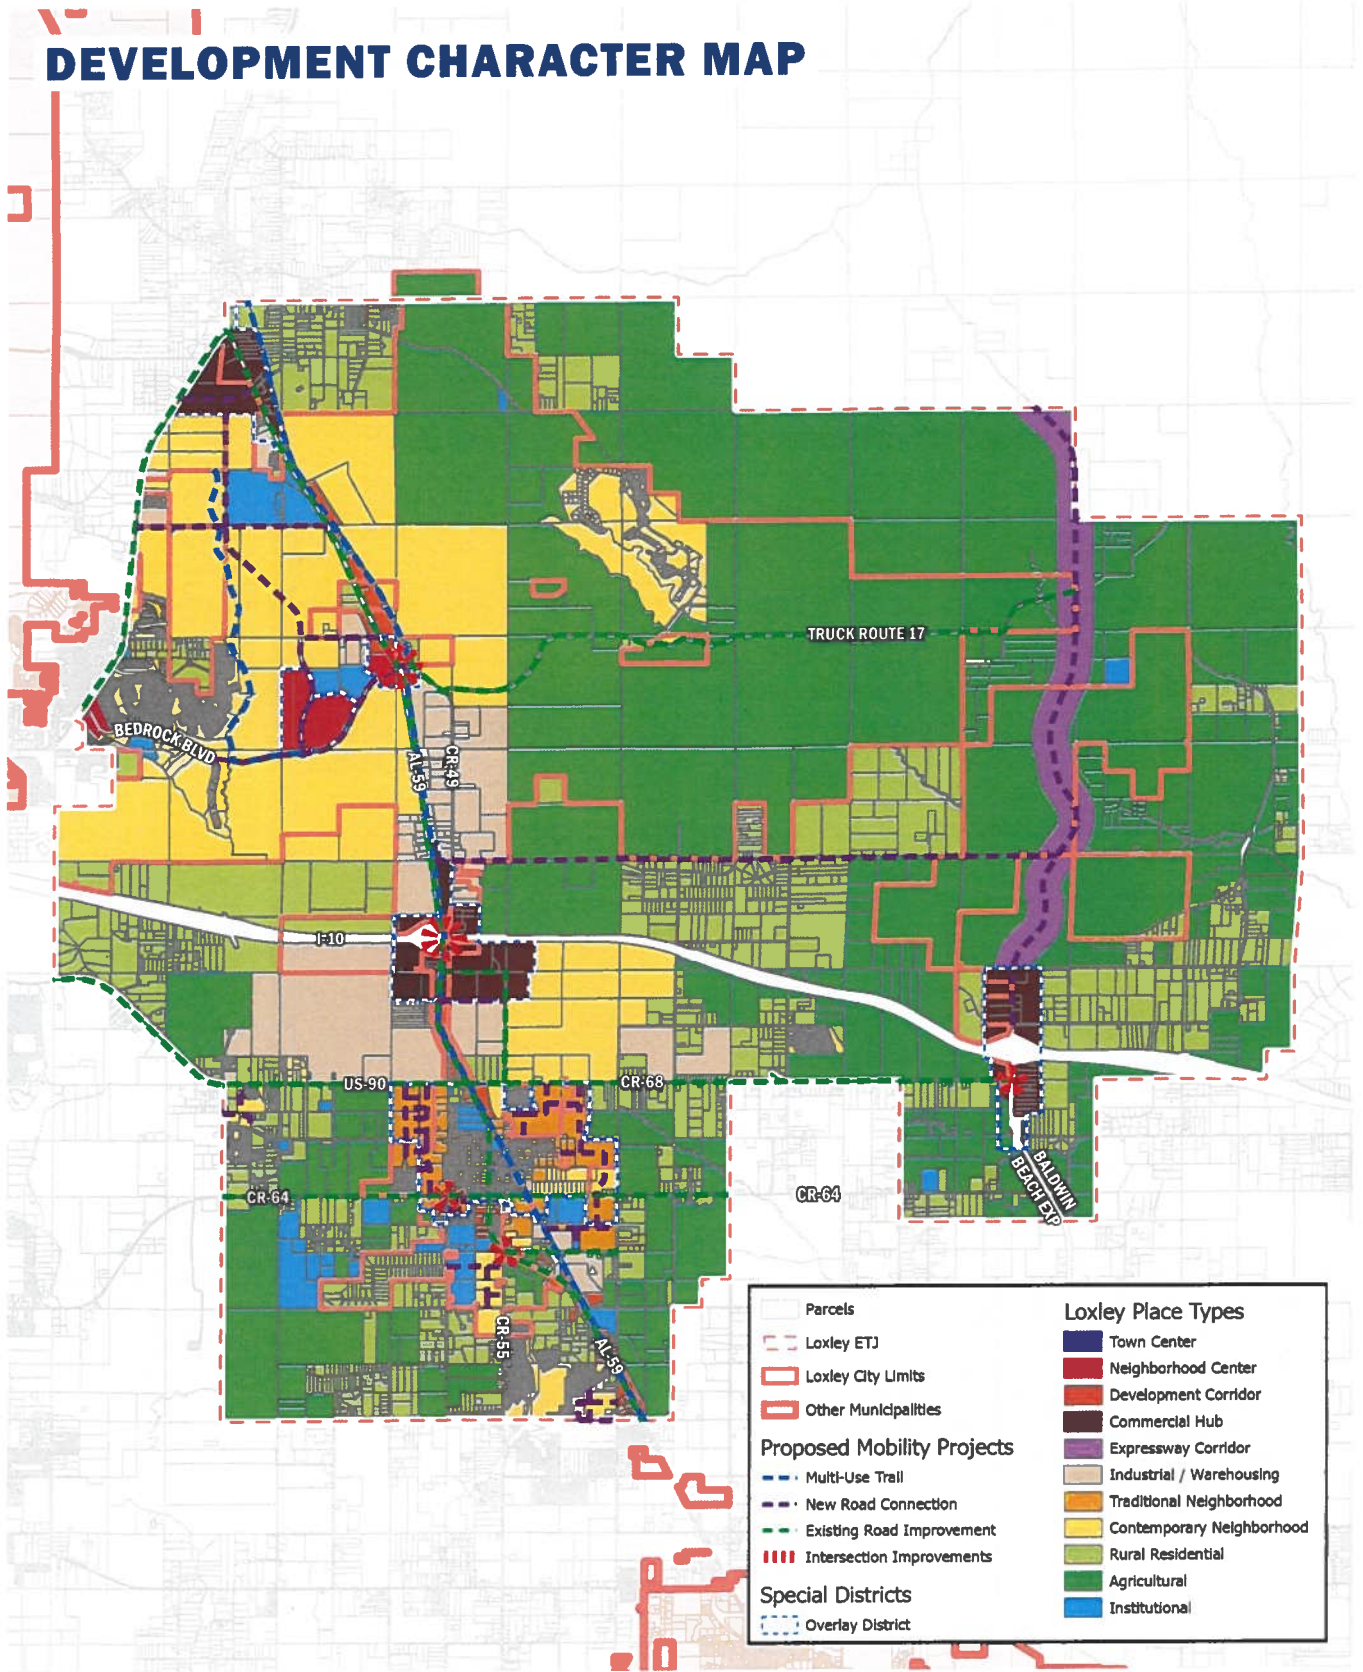 DEVELOPMENT CHARACTER MAP
TRUCK ROUTE 17
BEDROCK BLVD
AL-59
CR-49
I-10
US-90
CR-68
CR-64
CR-64
BALDWIN
BEACH EXP
CR-55
AL-59
Parcels
Loxley ETJ
Loxley City Limits
Other Municipalities
Proposed Mobility Projects
Multi-Use Trail
New Road Connection
Existing Road Improvement
Intersection Improvements
Special Districts
Overlay District
Loxley Place Types
Town Center
Neighborhood Center
Development Corridor
Commercial Hub
Expressway Corridor
Industrial / Warehousing
Traditional Neighborhood
Contemporary Neighborhood
Rural Residential
Agricultural
Institutional